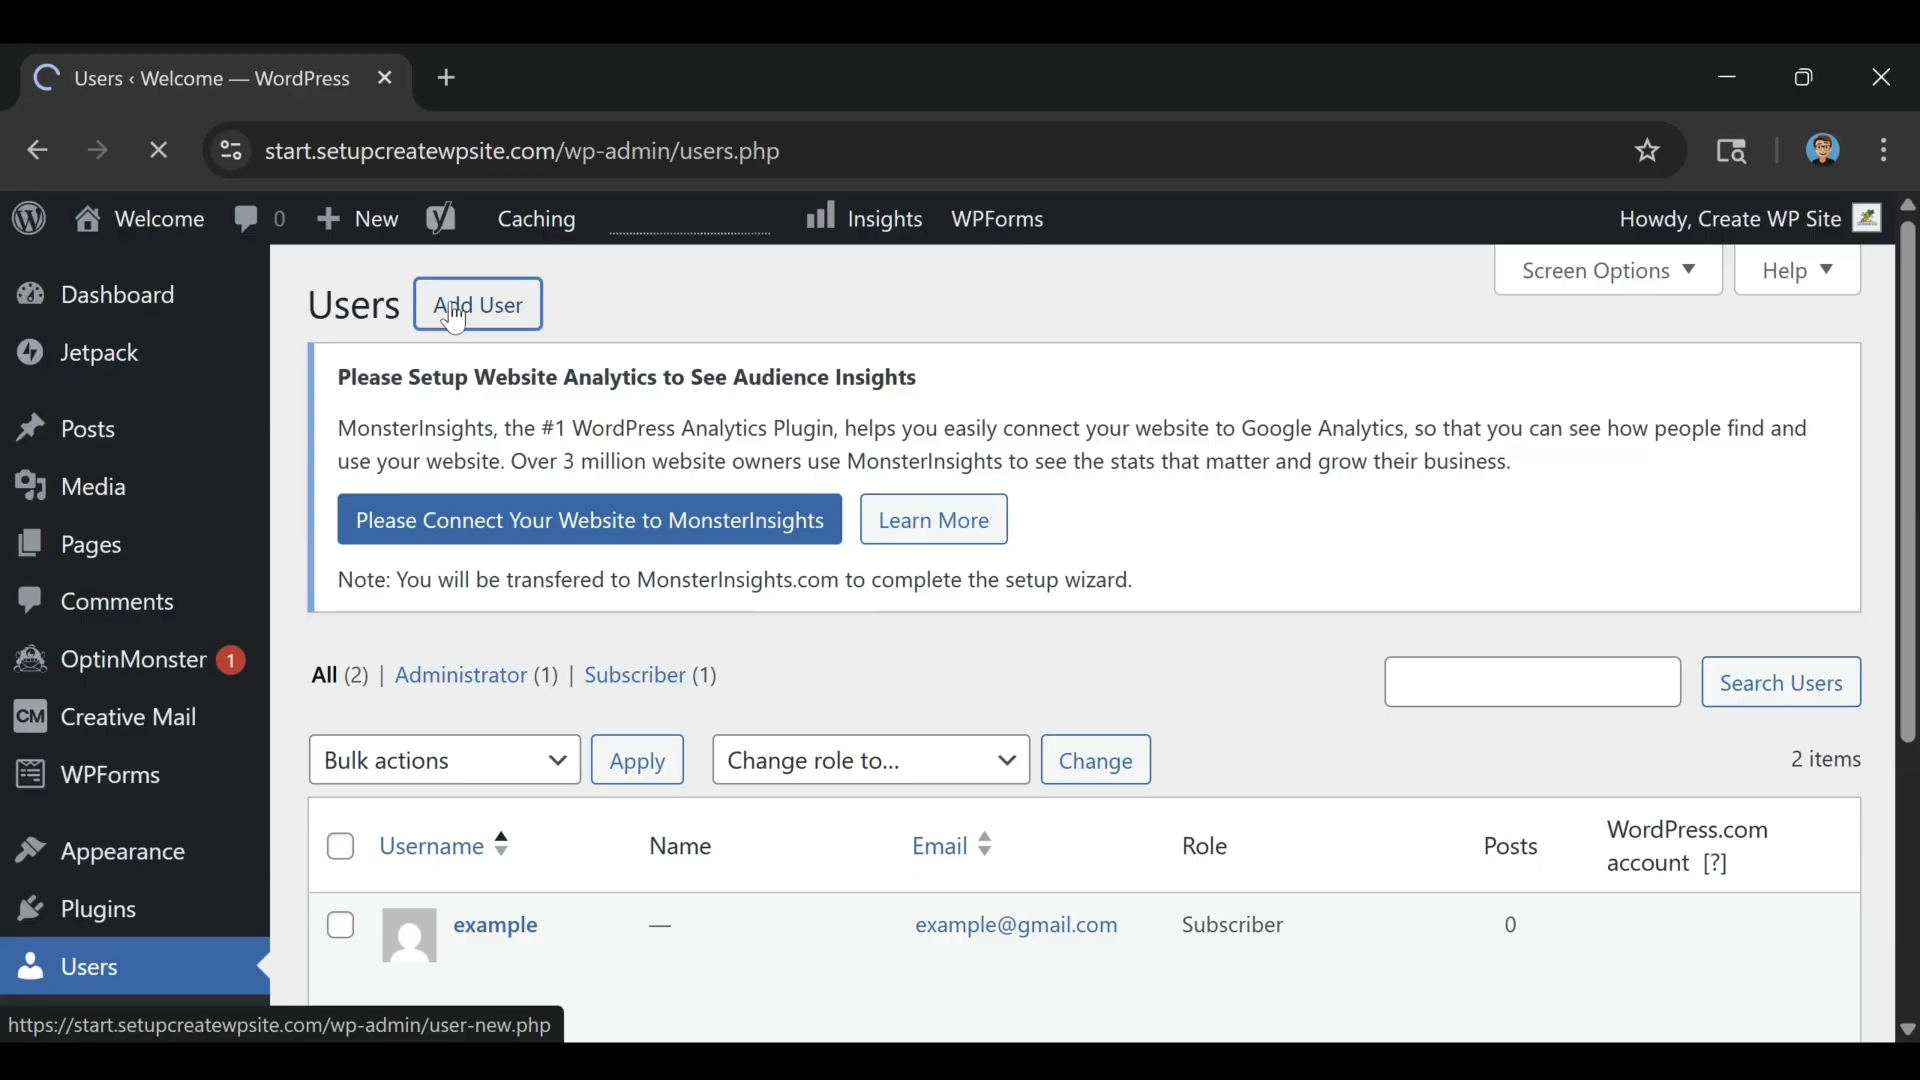 Users ‹ Welcome — WordPress
start.setupcreatewpsite.com/wp-admin/users.php
Welcome 0 New Caching Insights WPForms Howdy, Create WP Site
Screen Options Help
Dashboard
Jetpack
Posts
Media
Pages
Comments
OptinMonster 1
CM Creative Mail
WPForms
Appearance
Plugins
Users
Users Add User
Please Setup Website Analytics to See Audience Insights
MonsterInsights, the #1 WordPress Analytics Plugin, helps you easily connect your website to Google Analytics, so that you can see how people find and
use your website. Over 3 million website owners use MonsterInsights to see the stats that matter and grow their business.
Please Connect Your Website to MonsterInsights Learn More
Note: You will be transfered to MonsterInsights.com to complete the setup wizard.
All (2) | Administrator (1) | Subscriber (1)
Search Users
Bulk actions Apply Change role to... Change 2 items
Username Name Email Role Posts WordPress.com
account [?]
example — example@gmail.com Subscriber 0
https://start.setupcreatewpsite.com/wp-admin/user-new.php